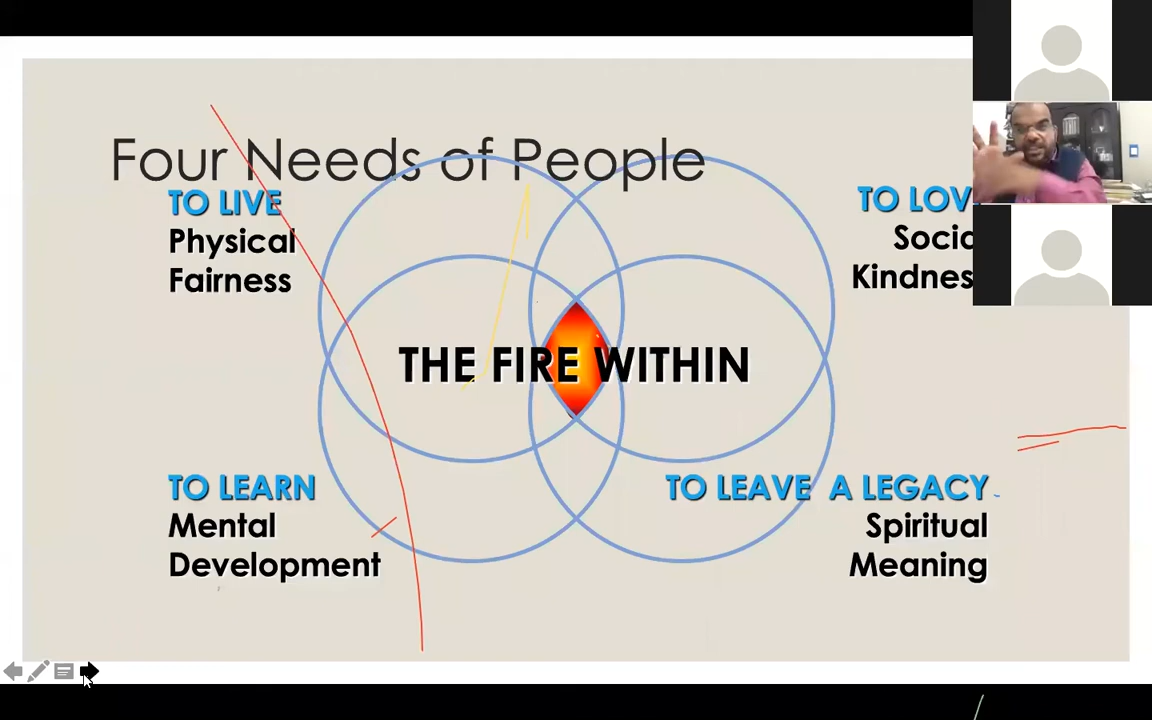 Four Needs of People
TO LIVE
Physical
Fairness
TO LOV
Socia
Kindnes
THE FIRE WITHIN
TO LEARN
Mental
Development
TO LEAVE A LEGACY
Spiritual
Meaning